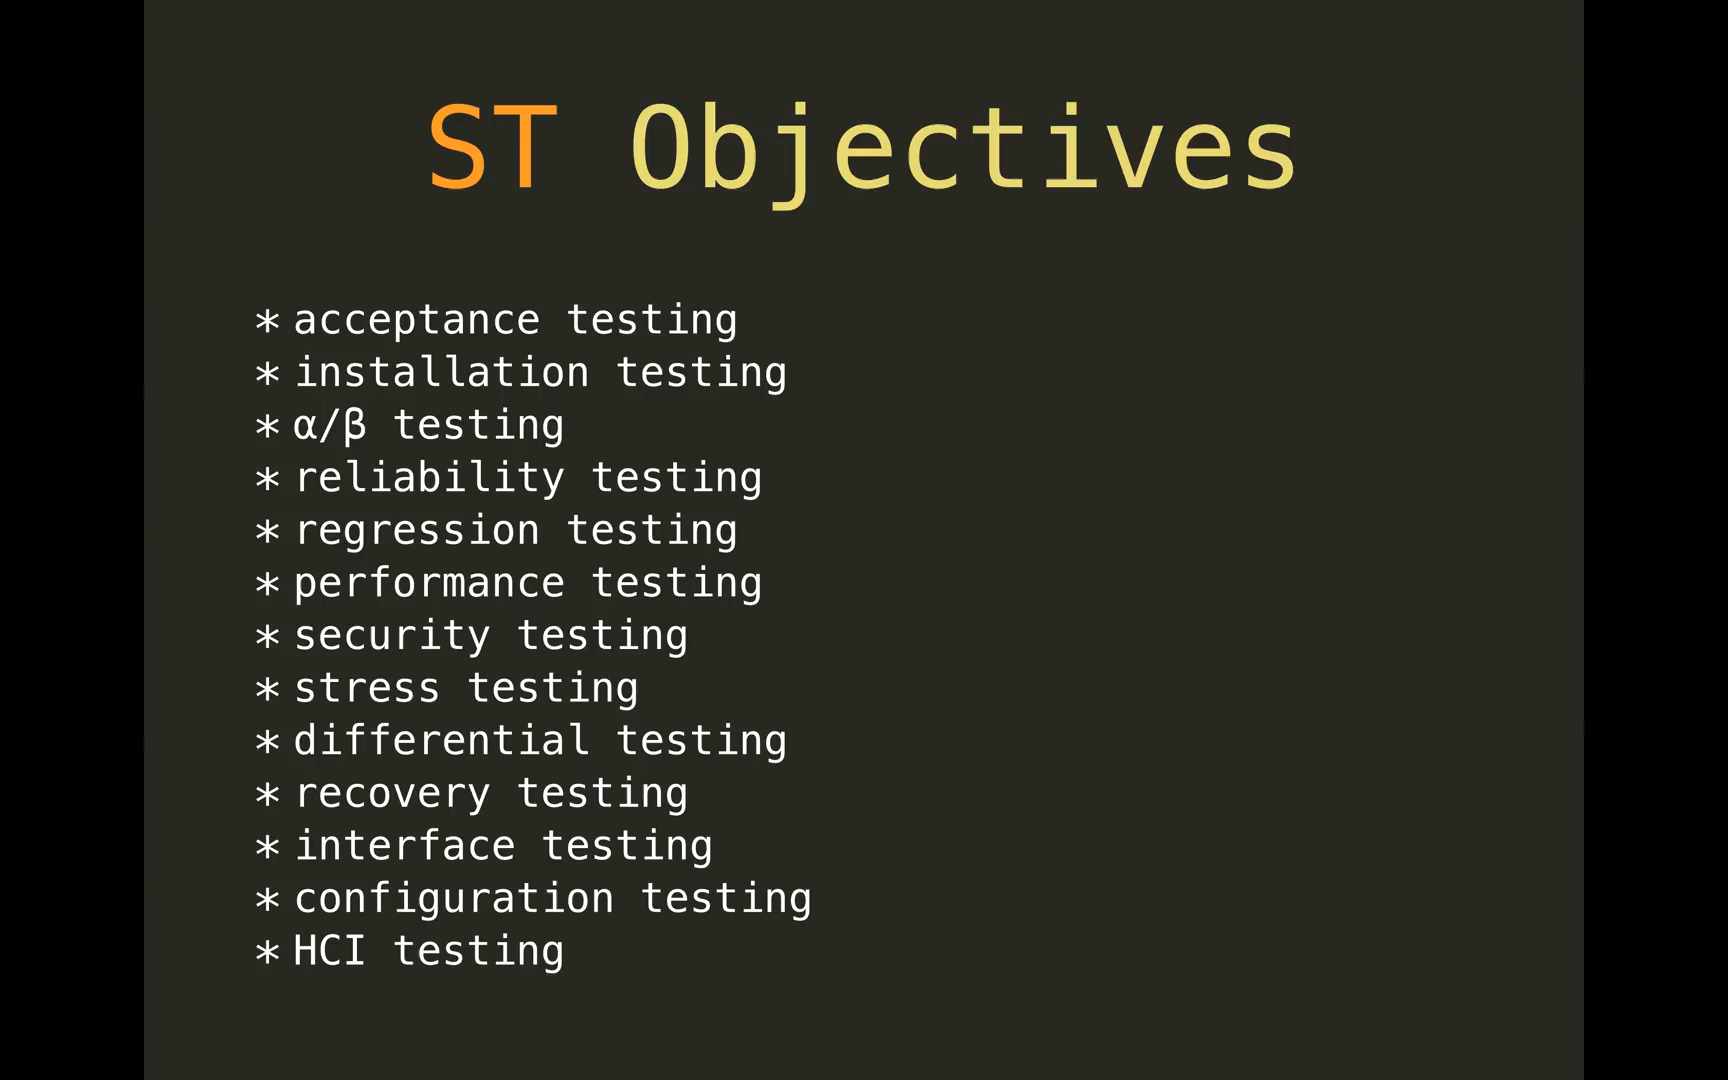 ST Objectives
* acceptance testing
* installation testing
* α/β testing
* reliability testing
* regression testing
* performance testing
* security testing
* stress testing
* differential testing
* recovery testing
* interface testing
* configuration testing
* HCI testing